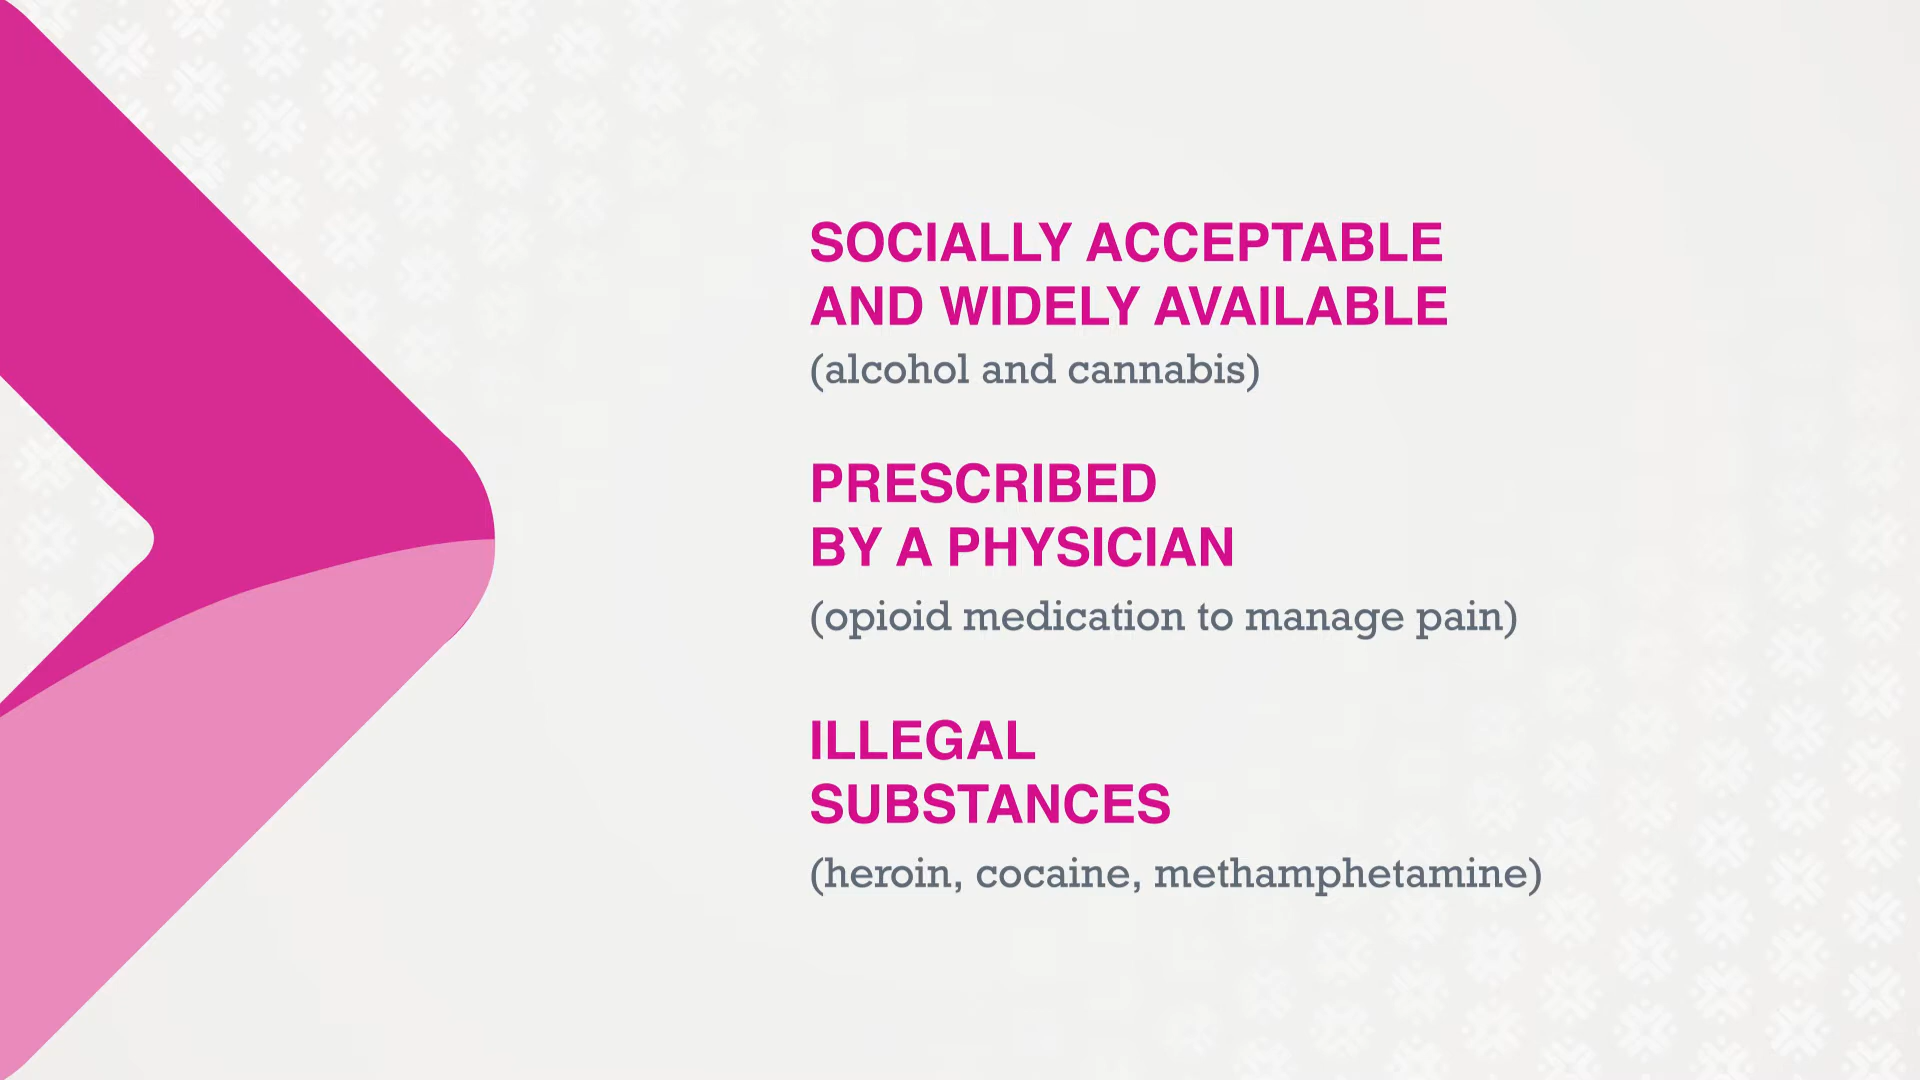 SOCIALLY ACCEPTABLE
AND WIDELY AVAILABLE
(alcohol and cannabis)
PRESCRIBED
BY A PHYSICIAN
(opioid medication to manage pain)
ILLEGAL
SUBSTANCES
(heroin, cocaine, methamphetamine)